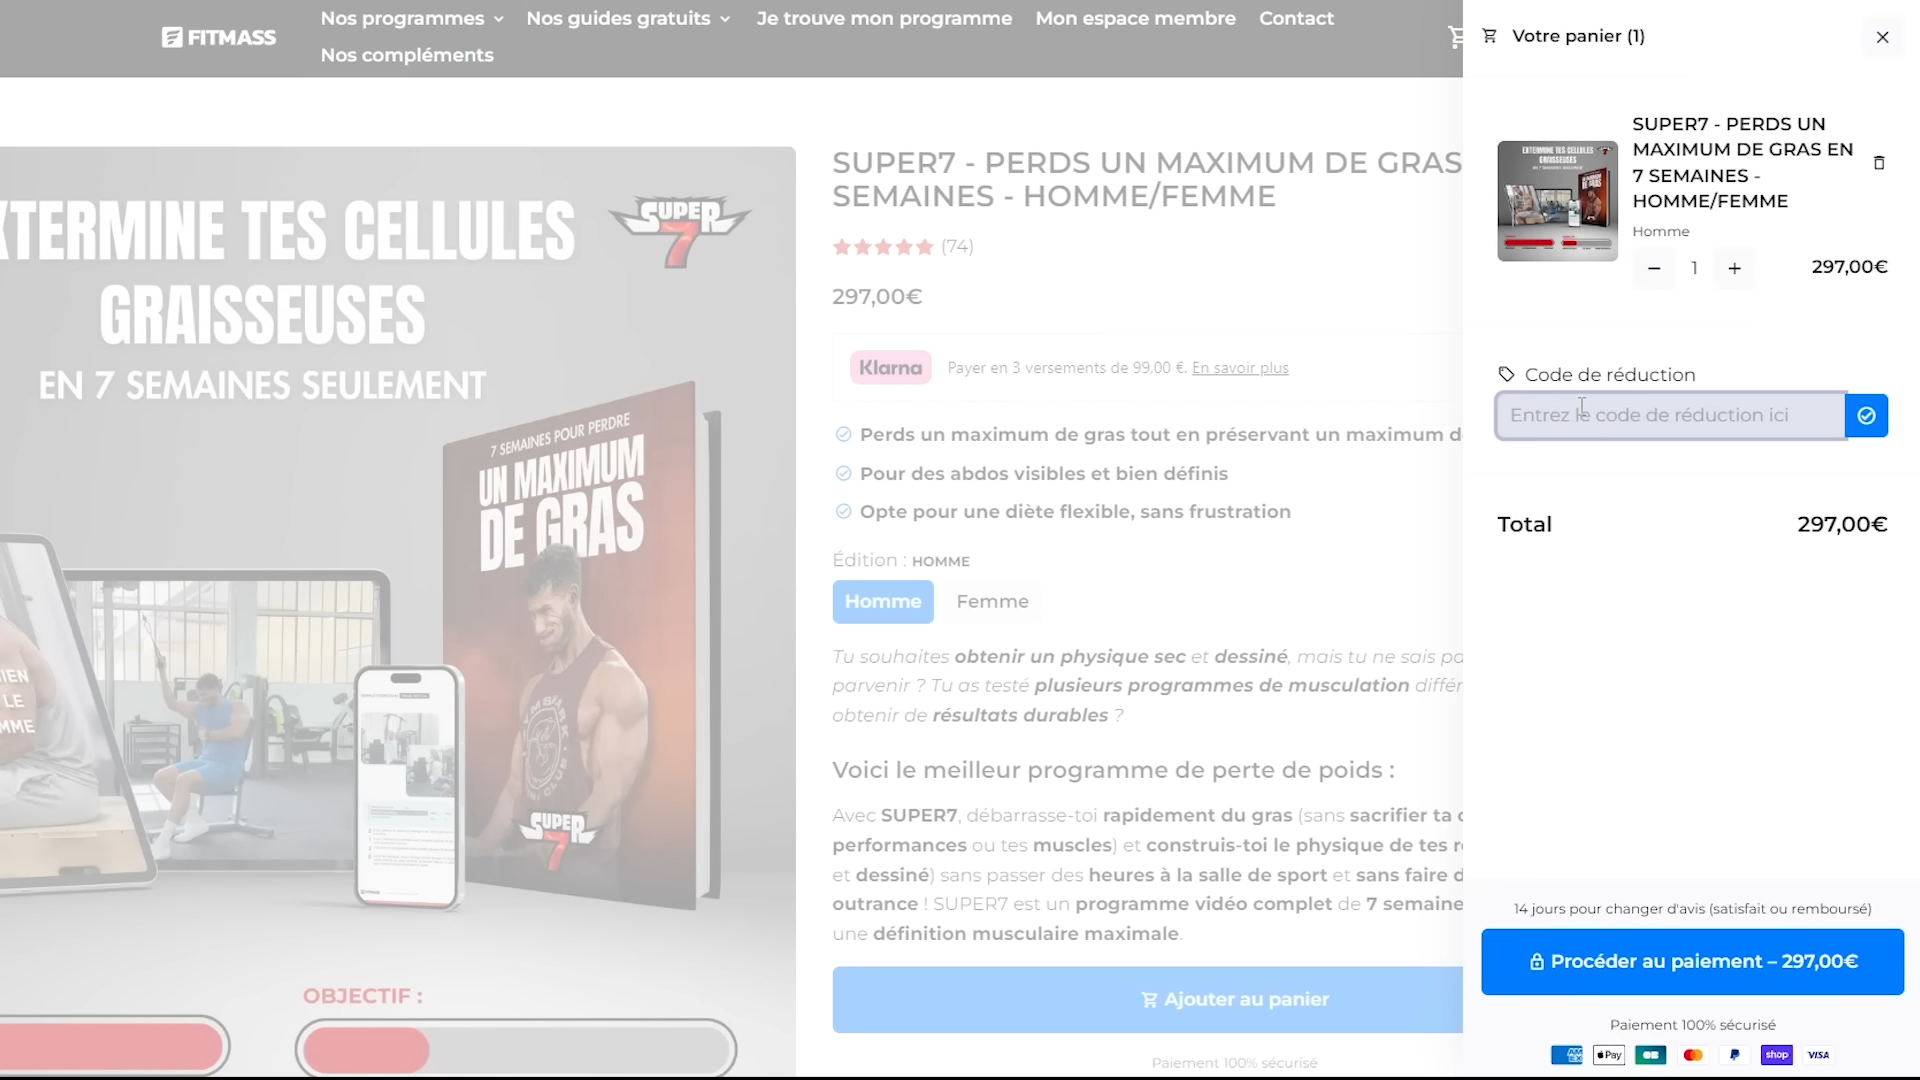 FITMASS
Nos programmes
Nos guides gratuits
Je trouve mon programme
Mon espace membre
Contact
Nos compléments
XTERMINE TES CELLULES
GRAISSEUSES
EN 7 SEMAINES SEULEMENT
SUPER
7
7 SEMAINES POUR PERDRE
UN MAXIMUM
DE GRAS
SUPER
7
OBJECTIF :
SUPER7 - PERDS UN MAXIMUM DE GRAS
SEMAINES - HOMME/FEMME
(74)
297,00€
Klarna
Payer en 3 versements de 99,00 €. En savoir plus
Perds un maximum de gras tout en préservant un maximum d
Pour des abdos visibles et bien définis
Opte pour une diète flexible, sans frustration
Édition : HOMME
Homme
Femme
Tu souhaites obtenir un physique sec et dessiné, mais tu ne sais pa
parvenir ? Tu as testé plusieurs programmes de musculation différ
obtenir de résultats durables ?
Voici le meilleur programme de perte de poids :
Avec SUPER7, débarrasse-toi rapidement du gras (sans sacrifier ta
performances ou tes muscles) et construis-toi le physique de tes r
et dessiné) sans passer des heures à la salle de sport et sans faire d
outrance ! SUPER7 est un programme vidéo complet de 7 semaine
une définition musculaire maximale.
Ajouter au panier
Paiement 100% sécurisé
Votre panier (1)
EXTERMINE TES CELLULES
GRAISSEUSES
SUPER7 - PERDS UN
MAXIMUM DE GRAS EN
7 SEMAINES -
HOMME/FEMME
Homme
− 1 +
297,00€
Code de réduction
Entrez le code de réduction ici
Total
297,00€
14 jours pour changer d'avis (satisfait ou remboursé)
Procéder au paiement – 297,00€
Paiement 100% sécurisé
Pay
shop
VISA